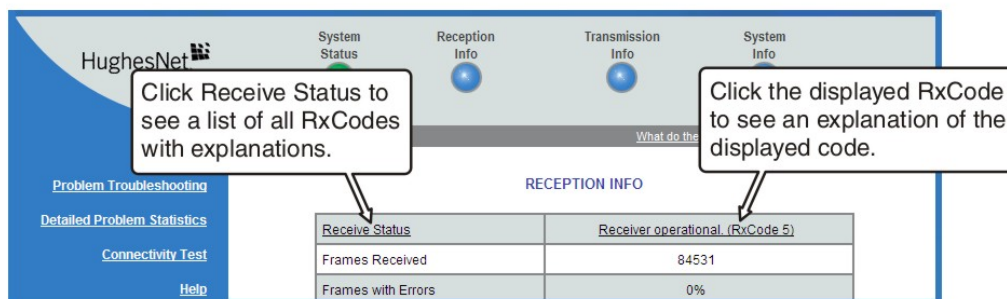 HughesNet
System Status
Reception Info
Transmission Info
System Info
Click Receive Status to
see a list of all RxCodes
with explanations.
Click the displayed RxCode
to see an explanation of the
displayed code.
What do the
Problem Troubleshooting
Detailed Problem Statistics
Connectivity Test
Help
RECEPTION INFO
Receive Status
Receiver operational. (RxCode 5)
Frames Received
84531
Frames with Errors
0%